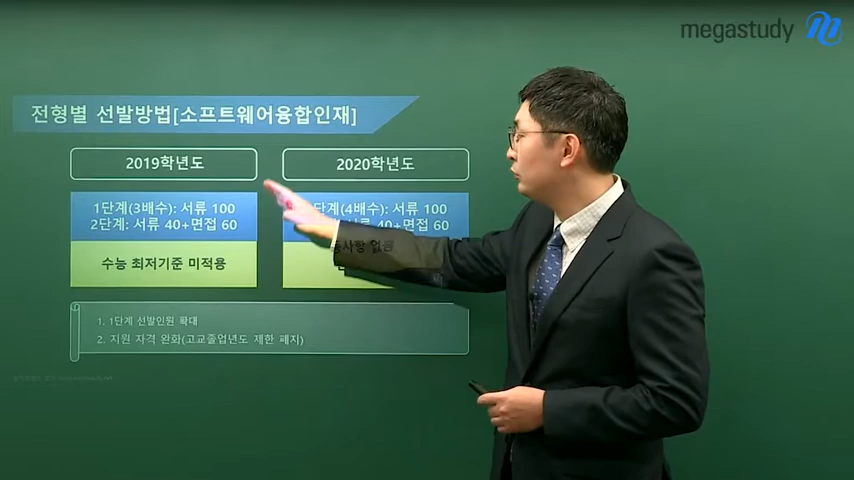 megastudy
전형별 선발방법[소프트웨어융합인재]
2019학년도
2020학년도
1단계(3배수): 서류 100
2단계: 서류 40+면접 60
수능 최저기준 미적용
단계(4배수): 서류 100
서류 40+면접 60
사항 없음
1. 1단계 선발인원 확대
2. 지원 자격 완화(고교졸업년도 제한 폐지)